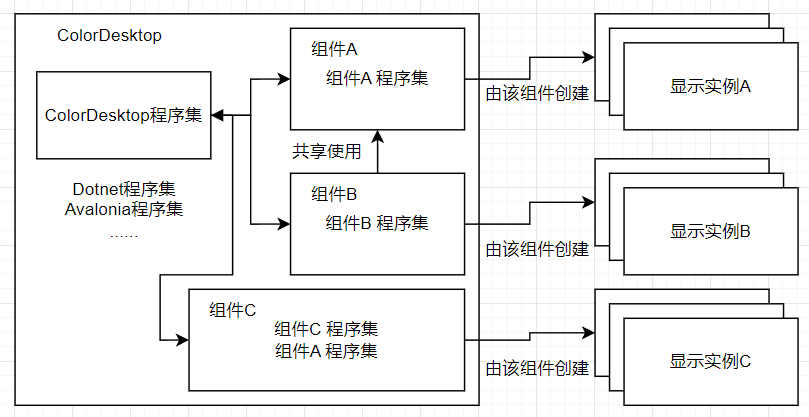 ColorDesktop
ColorDesktop程序集
Dotnet程序集
Avalonia程序集
……
组件A
组件A 程序集
共享使用
组件B
组件B 程序集
组件C
组件C 程序集
组件A 程序集
由该组件创建
显示实例A
由该组件创建
显示实例B
由该组件创建
显示实例C